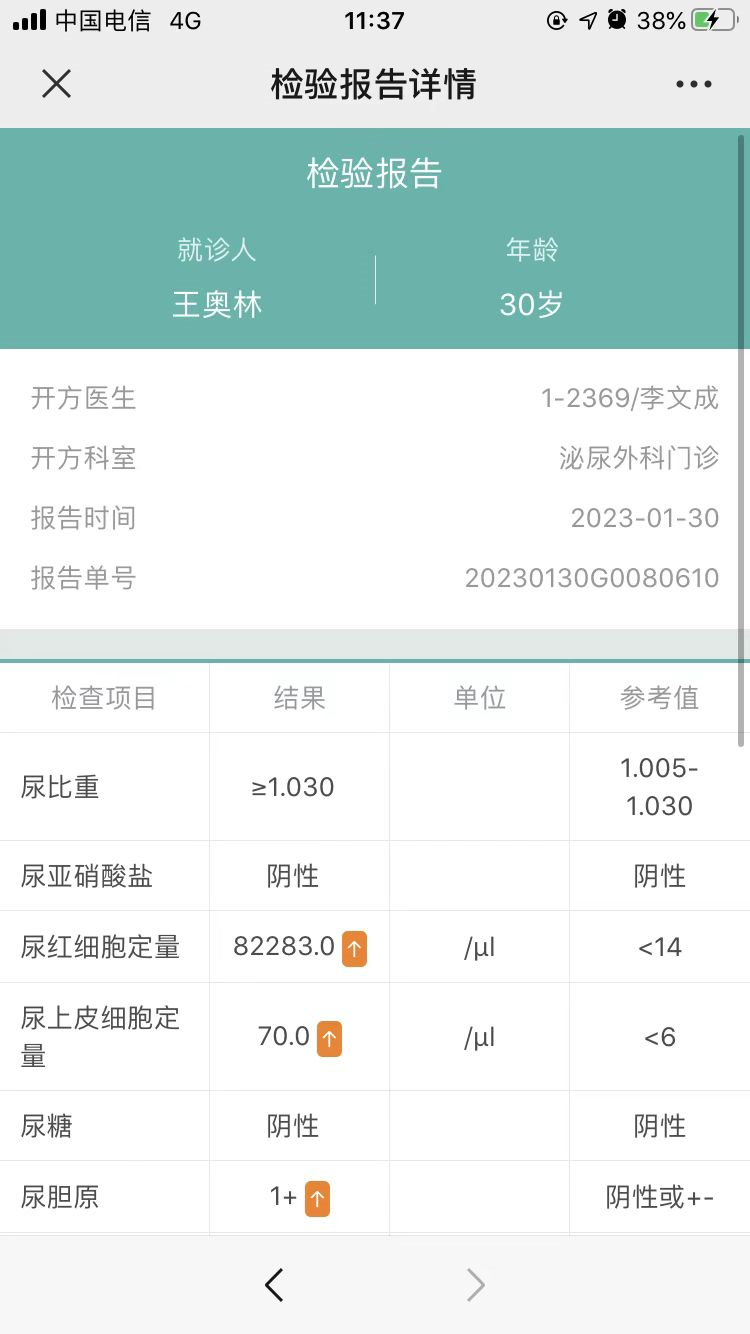 中国电信 4G 11:37 38%
检验报告详情
检验报告
就诊人 年龄
王奥林 30岁
开方医生 1-2369/李文成
开方科室 泌尿外科门诊
报告时间 2023-01-30
报告单号 20230130G0080610
检查项目 结果 单位 参考值
尿比重 ≥1.030 1.005-
1.030
尿亚硝酸盐 阴性 阴性
尿红细胞定量 82283.0 ↑ /μl <14
尿上皮细胞定
量 70.0 ↑ /μl <6
尿糖 阴性 阴性
尿胆原 1+ ↑ 阴性或+-